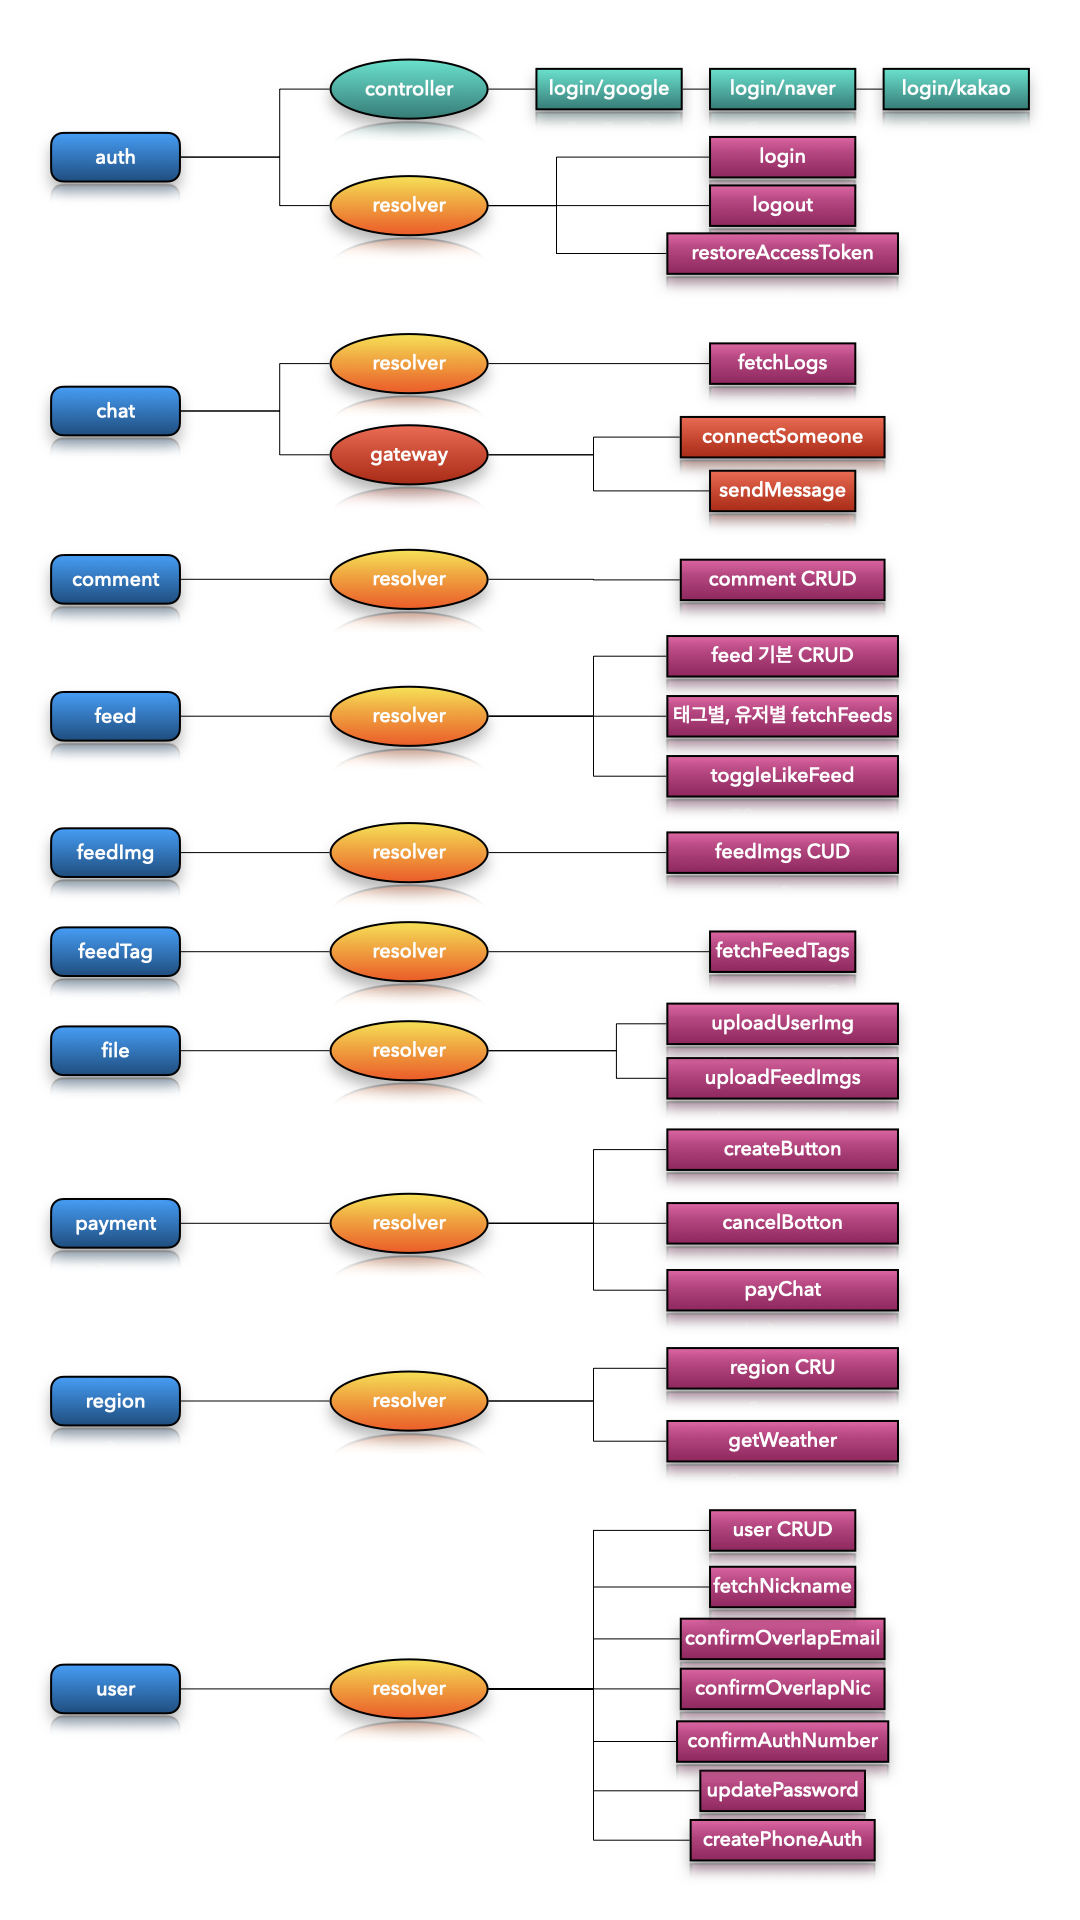 auth
controller
login/google
login/naver
login/kakao
resolver
login
logout
restoreAccessToken
chat
resolver
fetchLogs
gateway
connectSomeone
sendMessage
comment
resolver
comment CRUD
feed
resolver
feed 기본 CRUD
태그별, 유저별 fetchFeeds
toggleLikeFeed
feedImg
resolver
feedImgs CUD
feedTag
resolver
fetchFeedTags
file
resolver
uploadUserImg
uploadFeedImgs
payment
resolver
createButton
cancelBotton
payChat
region
resolver
region CRU
getWeather
user
resolver
user CRUD
fetchNickname
confirmOverlapEmail
confirmOverlapNic
confirmAuthNumber
updatePassword
createPhoneAuth